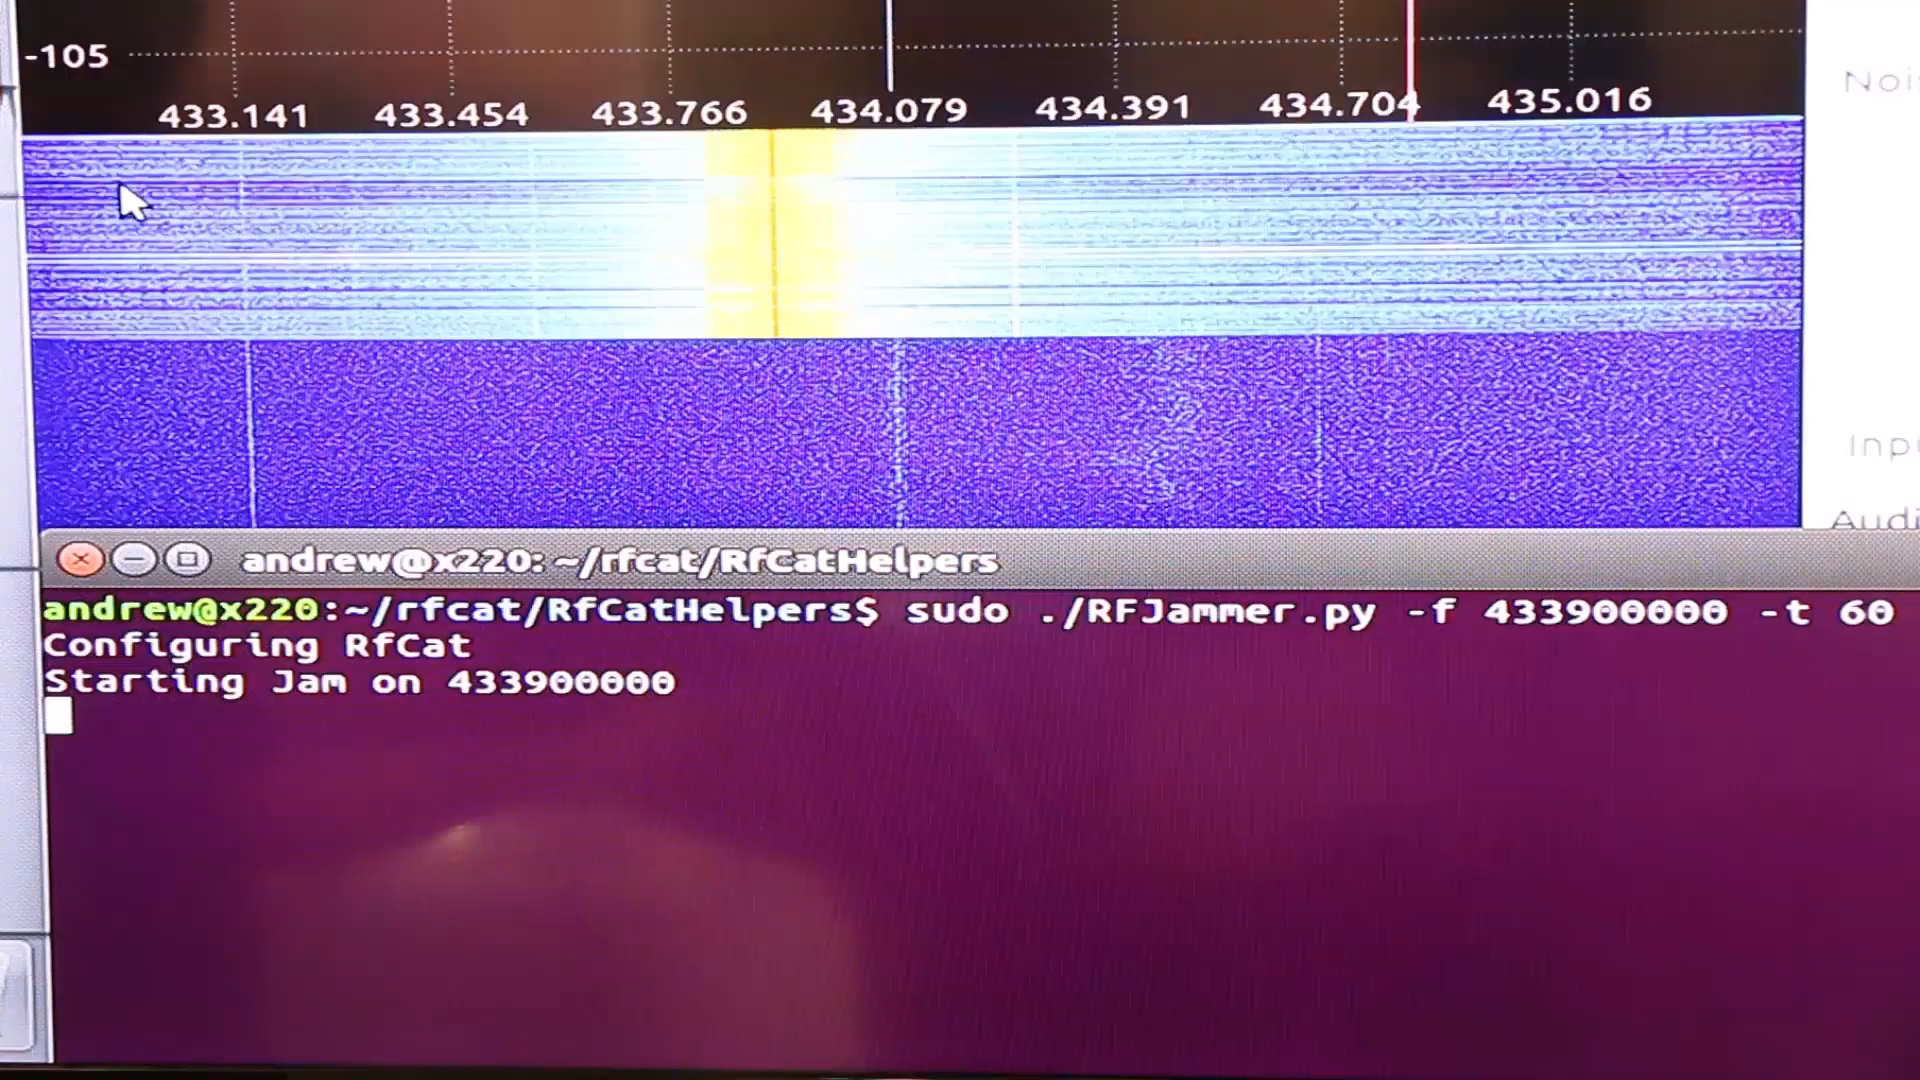 -105
433.141 433.454 433.766 434.079 434.391 434.704 435.016
andrew@x220: ~/rfcat/RfCatHelpers
andrew@x220:~/rfcat/RfCatHelpers$ sudo ./RFJammer.py -f 433900000 -t 60
Configuring RfCat
Starting Jam on 433900000